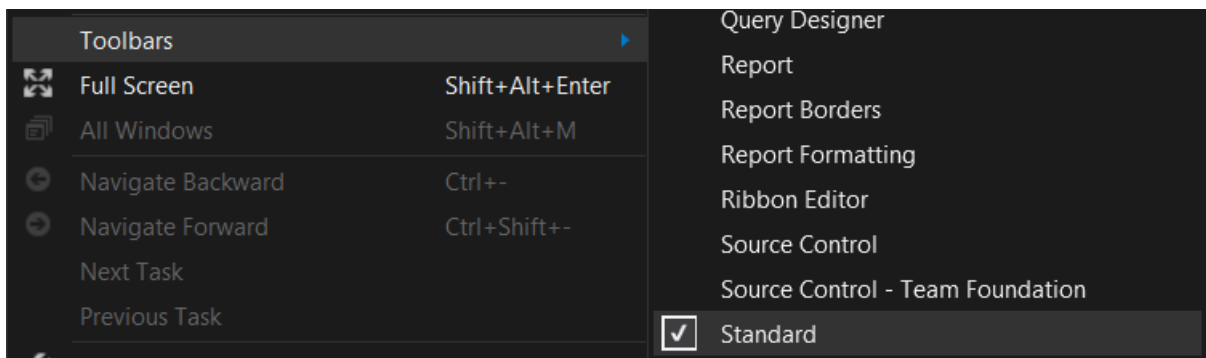 Toolbars
Full Screen Shift+Alt+Enter
All Windows Shift+Alt+M
Navigate Backward Ctrl+-
Navigate Forward Ctrl+Shift+-
Next Task
Previous Task
Query Designer
Report
Report Borders
Report Formatting
Ribbon Editor
Source Control
Source Control - Team Foundation
Standard